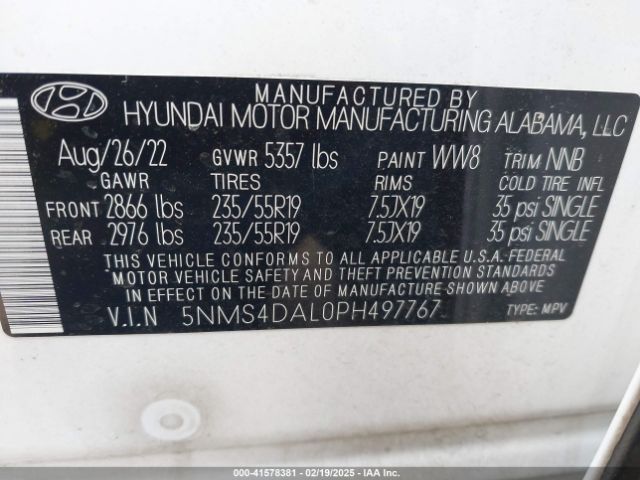 MANUFACTURED BY
HYUNDAI MOTOR MANUFACTURING ALABAMA, LLC
Aug/26/22 GVWR 5357 lbs PAINT WW8 TRIM NNB
GAWR TIRES RIMS COLD TIRE INFL
FRONT 2866 lbs 235/55R19 7.5JX19 35 psi SINGLE
REAR 2976 lbs 235/55R19 7.5JX19 35 psi SINGLE
THIS VEHICLE CONFORMS TO ALL APPLICABLE U.S.A. FEDERAL
MOTOR VEHICLE SAFETY AND THEFT PREVENTION STANDARDS
IN EFFECT ON THE DATE OF MANUFACTURE SHOWN ABOVE
V.I.N 5NMS4DAL0PH497767 TYPE: MPV
000-41578381 | 02/19/2025 - IAA Inc.